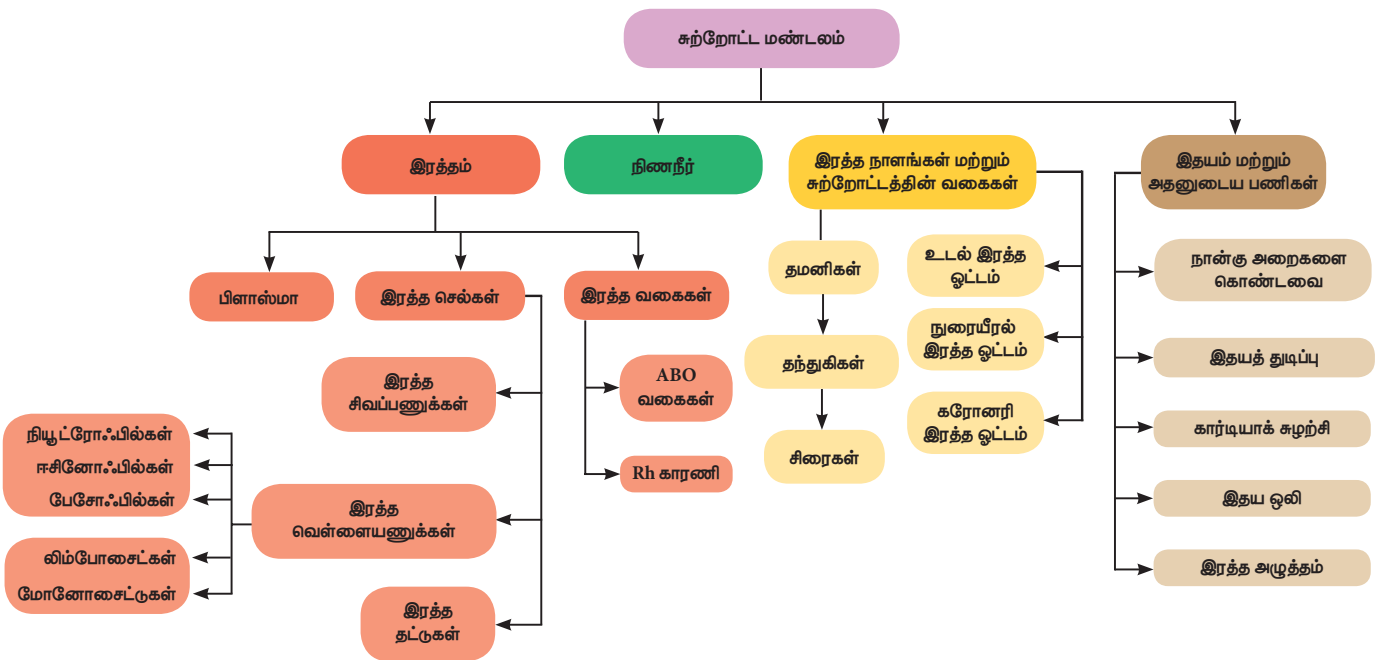 சுற்றோட்ட மண்டலம்
இரத்தம்
நிணநீர்
இரத்த நாளங்கள் மற்றும்
சுற்றோட்டத்தின் வகைகள்
இதயம் மற்றும்
அதனுடைய பணிகள்
பிளாஸ்மா
இரத்த செல்கள்
இரத்த வகைகள்
தமனிகள்
தந்துகிகள்
சிரைகள்
உடல் இரத்த
ஓட்டம்
நுரையீரல்
இரத்த ஓட்டம்
கரோனரி
இரத்த ஓட்டம்
நான்கு அறைகளை
கொண்டவை
இதயத் துடிப்பு
கார்டியாக் சுழற்சி
இதய ஒலி
இரத்த அழுத்தம்
இரத்த
சிவப்பணுக்கள்
ABO
வகைகள்
Rh காரணி
நியூட்ரோஃபில்கள்
ஈசினோஃபில்கள்
பேசோஃபில்கள்
இரத்த
வெள்ளையணுக்கள்
லிம்போசைட்கள்
மோனோசைட்டுகள்
இரத்த
தட்டுகள்